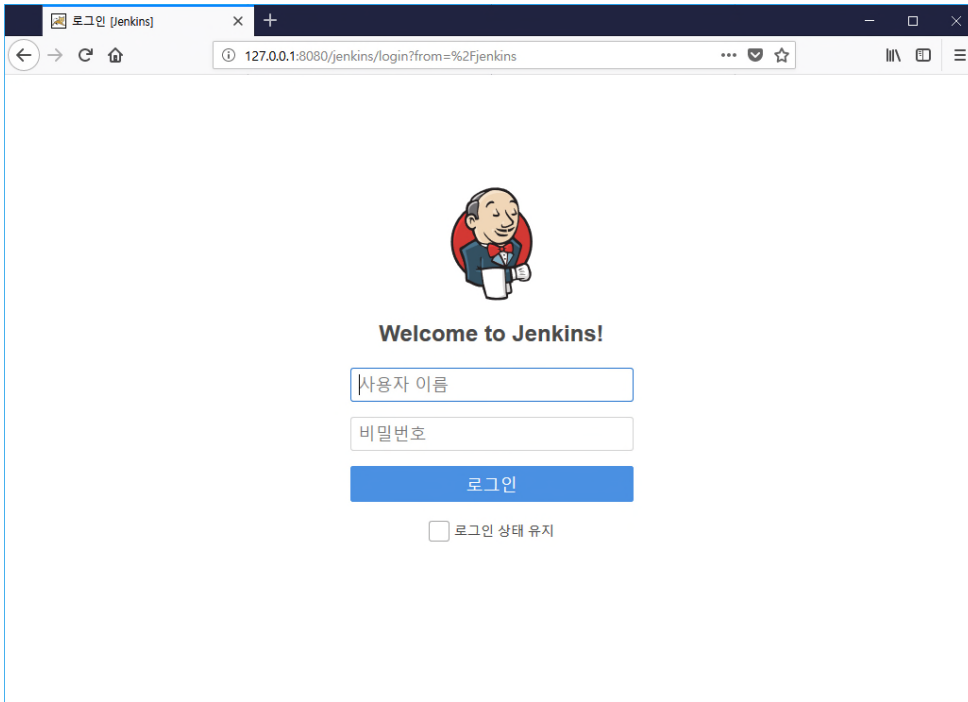 로그인 [Jenkins]
127.0.0.1:8080/jenkins/login?from=%2Fjenkins
Welcome to Jenkins!
사용자 이름
비밀번호
로그인
로그인 상태 유지